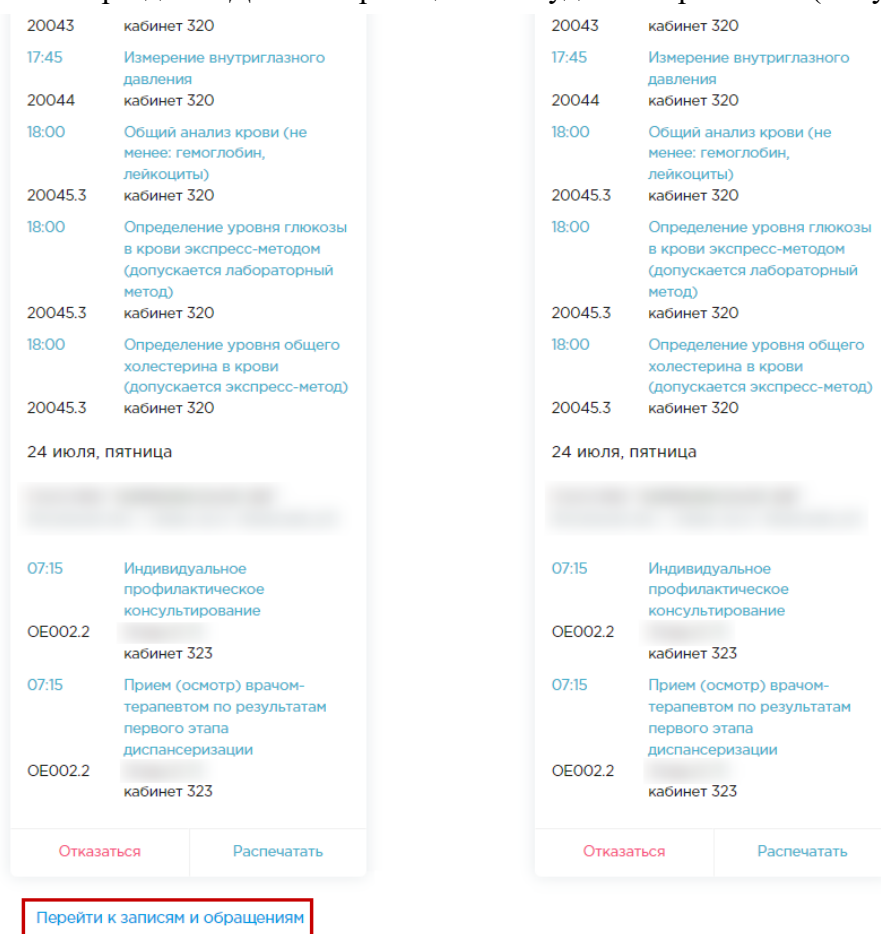 20043 кабинет 320
17:45 Измерение внутриглазного
давления
20044 кабинет 320
18:00 Общий анализ крови (не
менее: гемоглобин,
лейкоциты)
20045.3 кабинет 320
18:00 Определение уровня глюкозы
в крови экспресс-методом
(допускается лабораторный
метод)
20045.3 кабинет 320
18:00 Определение уровня общего
холестерина в крови
(допускается экспресс-метод)
20045.3 кабинет 320
24 июля, пятница
07:15 Индивидуальное
профилактическое
консультирование
OE002.2
кабинет 323
07:15 Прием (осмотр) врачом-
терапевтом по результатам
первого этапа
диспансеризации
OE002.2
кабинет 323
Отказаться Распечатать
Перейти к записям и обращениям
20043 кабинет 320
17:45 Измерение внутриглазного
давления
20044 кабинет 320
18:00 Общий анализ крови (не
менее: гемоглобин,
лейкоциты)
20045.3 кабинет 320
18:00 Определение уровня глюкозы
в крови экспресс-методом
(допускается лабораторный
метод)
20045.3 кабинет 320
18:00 Определение уровня общего
холестерина в крови
(допускается экспресс-метод)
20045.3 кабинет 320
24 июля, пятница
07:15 Индивидуальное
профилактическое
консультирование
OE002.2
кабинет 323
07:15 Прием (осмотр) врачом-
терапевтом по результатам
первого этапа
диспансеризации
OE002.2
кабинет 323
Отказаться Распечатать